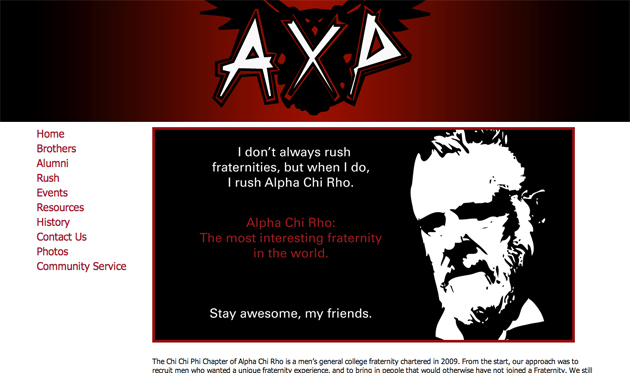 AXP
Home
Brothers
Alumni
Rush
Events
Resources
History
Contact Us
Photos
Community Service
I don't always rush
fraternities, but when I do,
I rush Alpha Chi Rho.
Alpha Chi Rho:
The most interesting fraternity
in the world.
Stay awesome, my friends.
The Chi Chi Phi Chapter of Alpha Chi Rho is a men's general college fraternity chartered in 2009. From the start, our approach was to
recruit men who wanted a unique fraternity experience, and to bring in people that would otherwise have not joined a Fraternity. We still